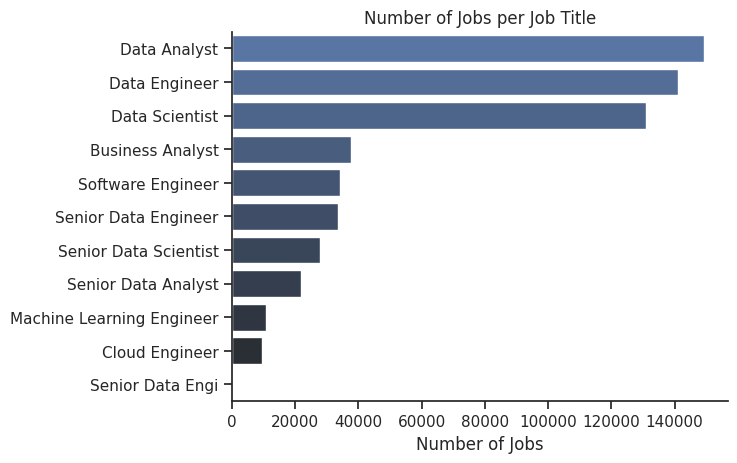 Number of Jobs per Job Title
Data Analyst
Data Engineer
Data Scientist
Business Analyst
Software Engineer
Senior Data Engineer
Senior Data Scientist
Senior Data Analyst
Machine Learning Engineer
Cloud Engineer
Senior Data Engi
0 20000 40000 60000 80000 100000 120000 140000
Number of Jobs